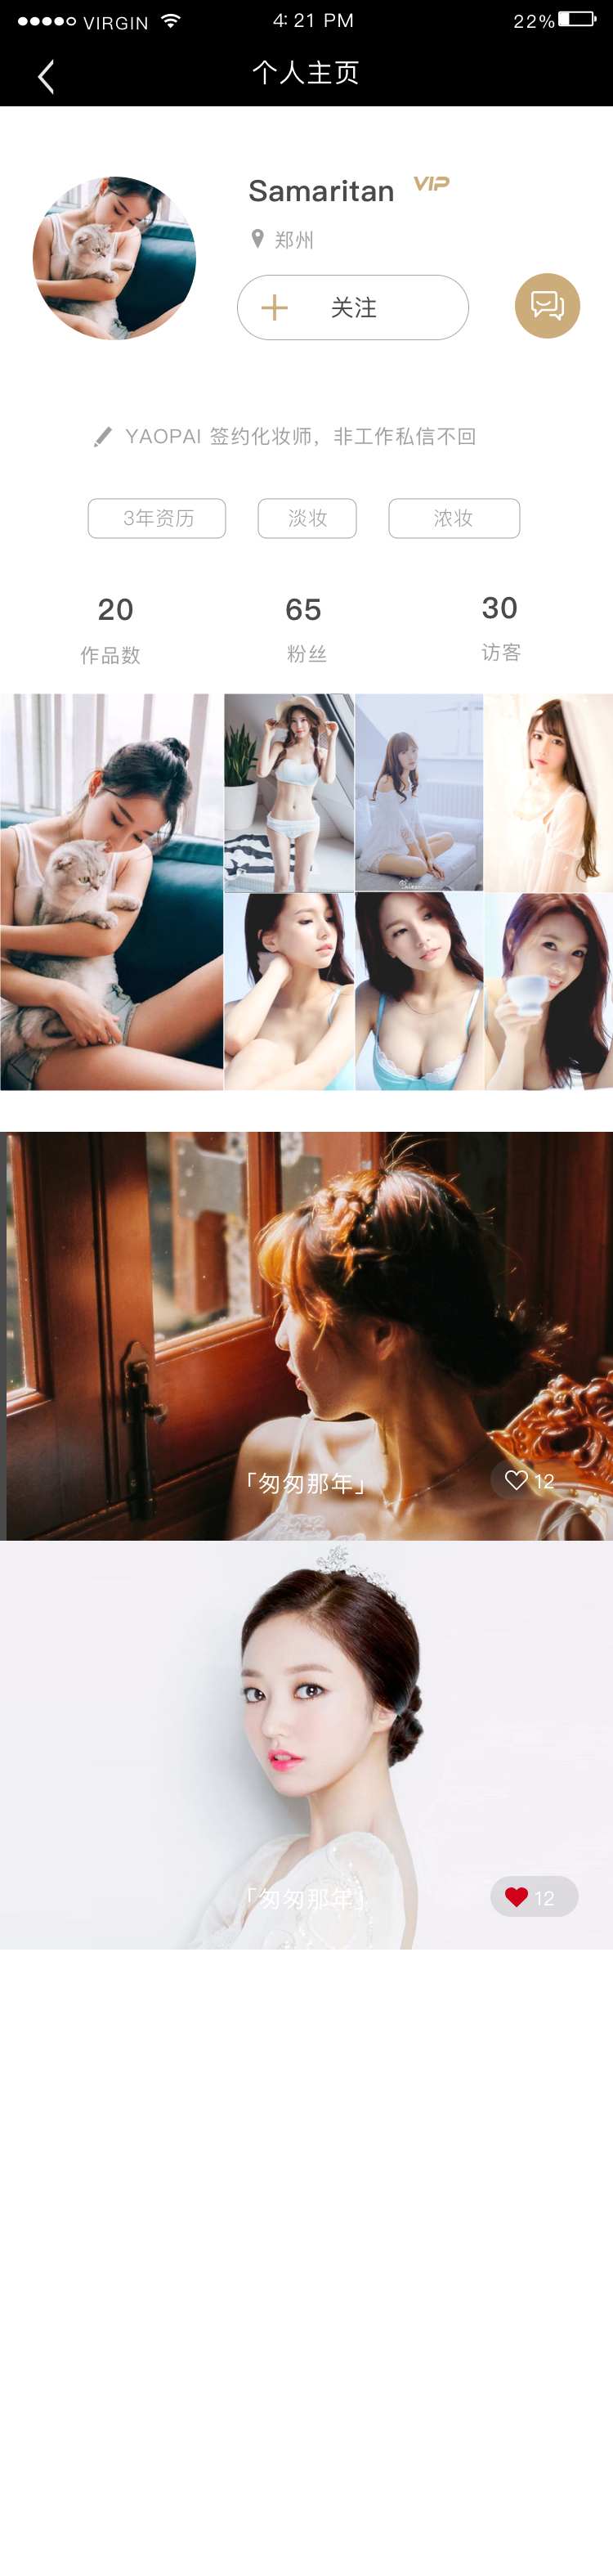 VIRGIN 4: 21 PM 22%
个人主页
Samaritan VIP
郑州
关注
YAOPAI 签约化妆师，非工作私信不回
3年资历 淡妆 浓妆
20 65 30
作品数 粉丝 访客
「匆匆那年」 12
「匆匆那年」 12